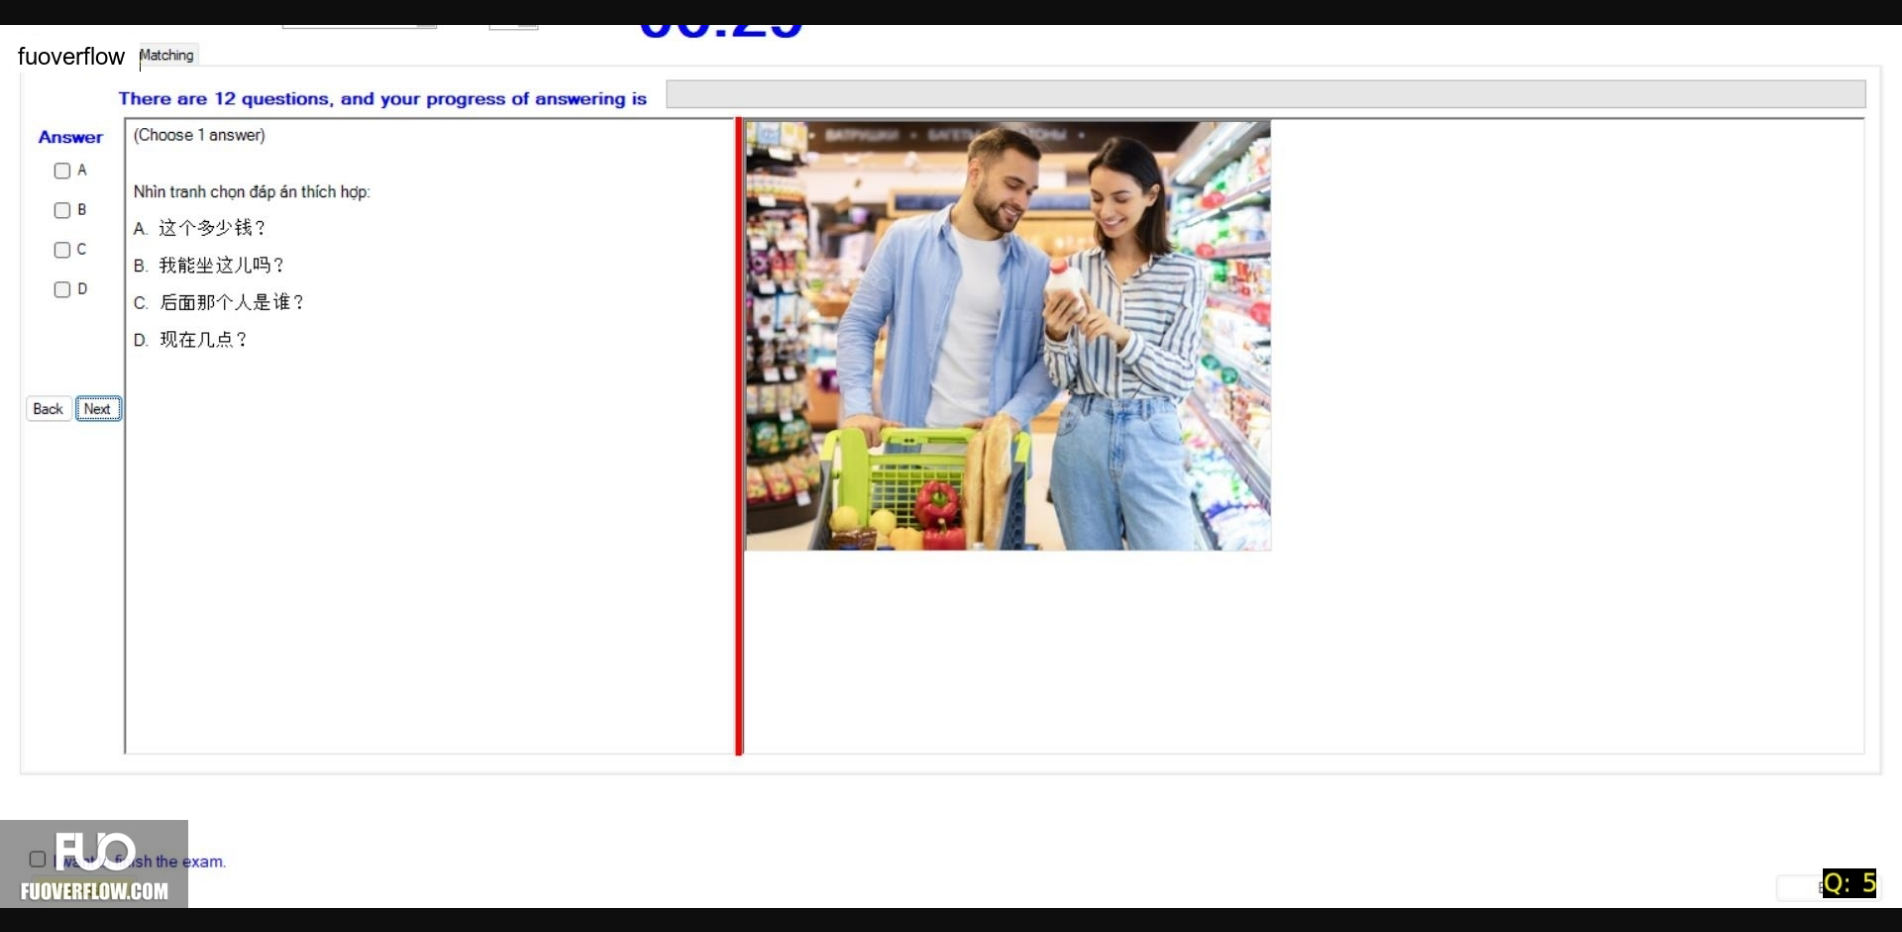 fuoverflow Matching
There are 12 questions, and your progress of answering is
Answer
A
B
C
D
Back Next
(Choose 1 answer)
Nhìn tranh chọn đáp án thích hợp:
A. 这个多少钱？
B. 我能坐这儿吗？
C. 后面那个人是谁？
D. 现在几点？
FUO
finish the exam.
FUOVERFLOW.COM
Q: 5